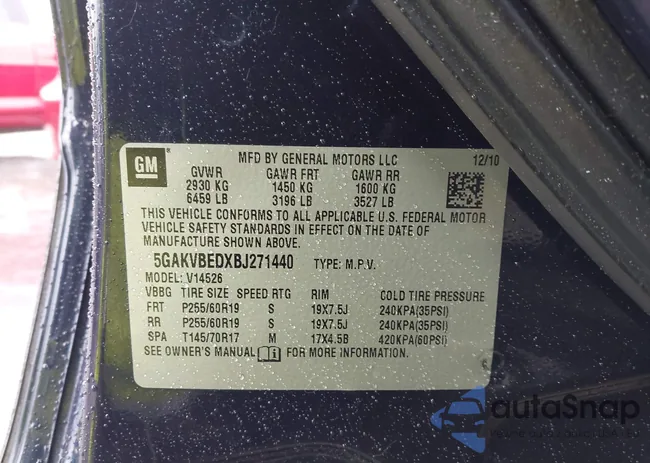 GM
MFD BY GENERAL MOTORS LLC 12/10
GVWR GAWR FRT GAWR RR
2930 KG 1450 KG 1600 KG
6459 LB 3196 LB 3527 LB
THIS VEHICLE CONFORMS TO ALL APPLICABLE U.S. FEDERAL MOTOR
VEHICLE SAFETY STANDARDS IN EFFECT ON THE DATE OF
MANUFACTURE SHOWN ABOVE.
5GAKVBEDXBJ271440 TYPE: M.P.V.
MODEL: V14526
VBBG TIRE SIZE SPEED RTG RIM COLD TIRE PRESSURE
FRT P255/60R19 S 19X7.5J 240KPA(35PSI)
RR P255/60R19 S 19X7.5J 240KPA(35PSI)
SPA T145/70R17 M 17X4.5B 420KPA(60PSI)
SEE OWNER'S MANUAL FOR MORE INFORMATION.
autoSnap